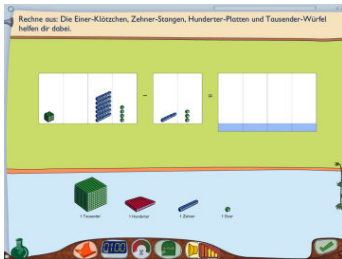 Rechne aus: Die Einer-Klötzchen, Zehner-Stangen, Hunderter-Platten und Tausender-Würfel
helfen dir dabei.
- =
1 Tausender 1 Hunderter 1 Zehner 1 Einer